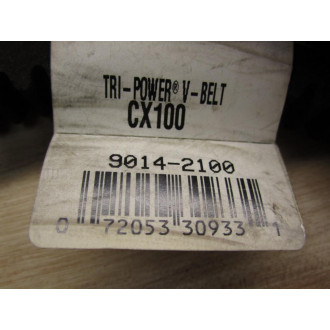 TRI-POWER® V-BELT
CX100
9014-2100
0 72053 30933 1